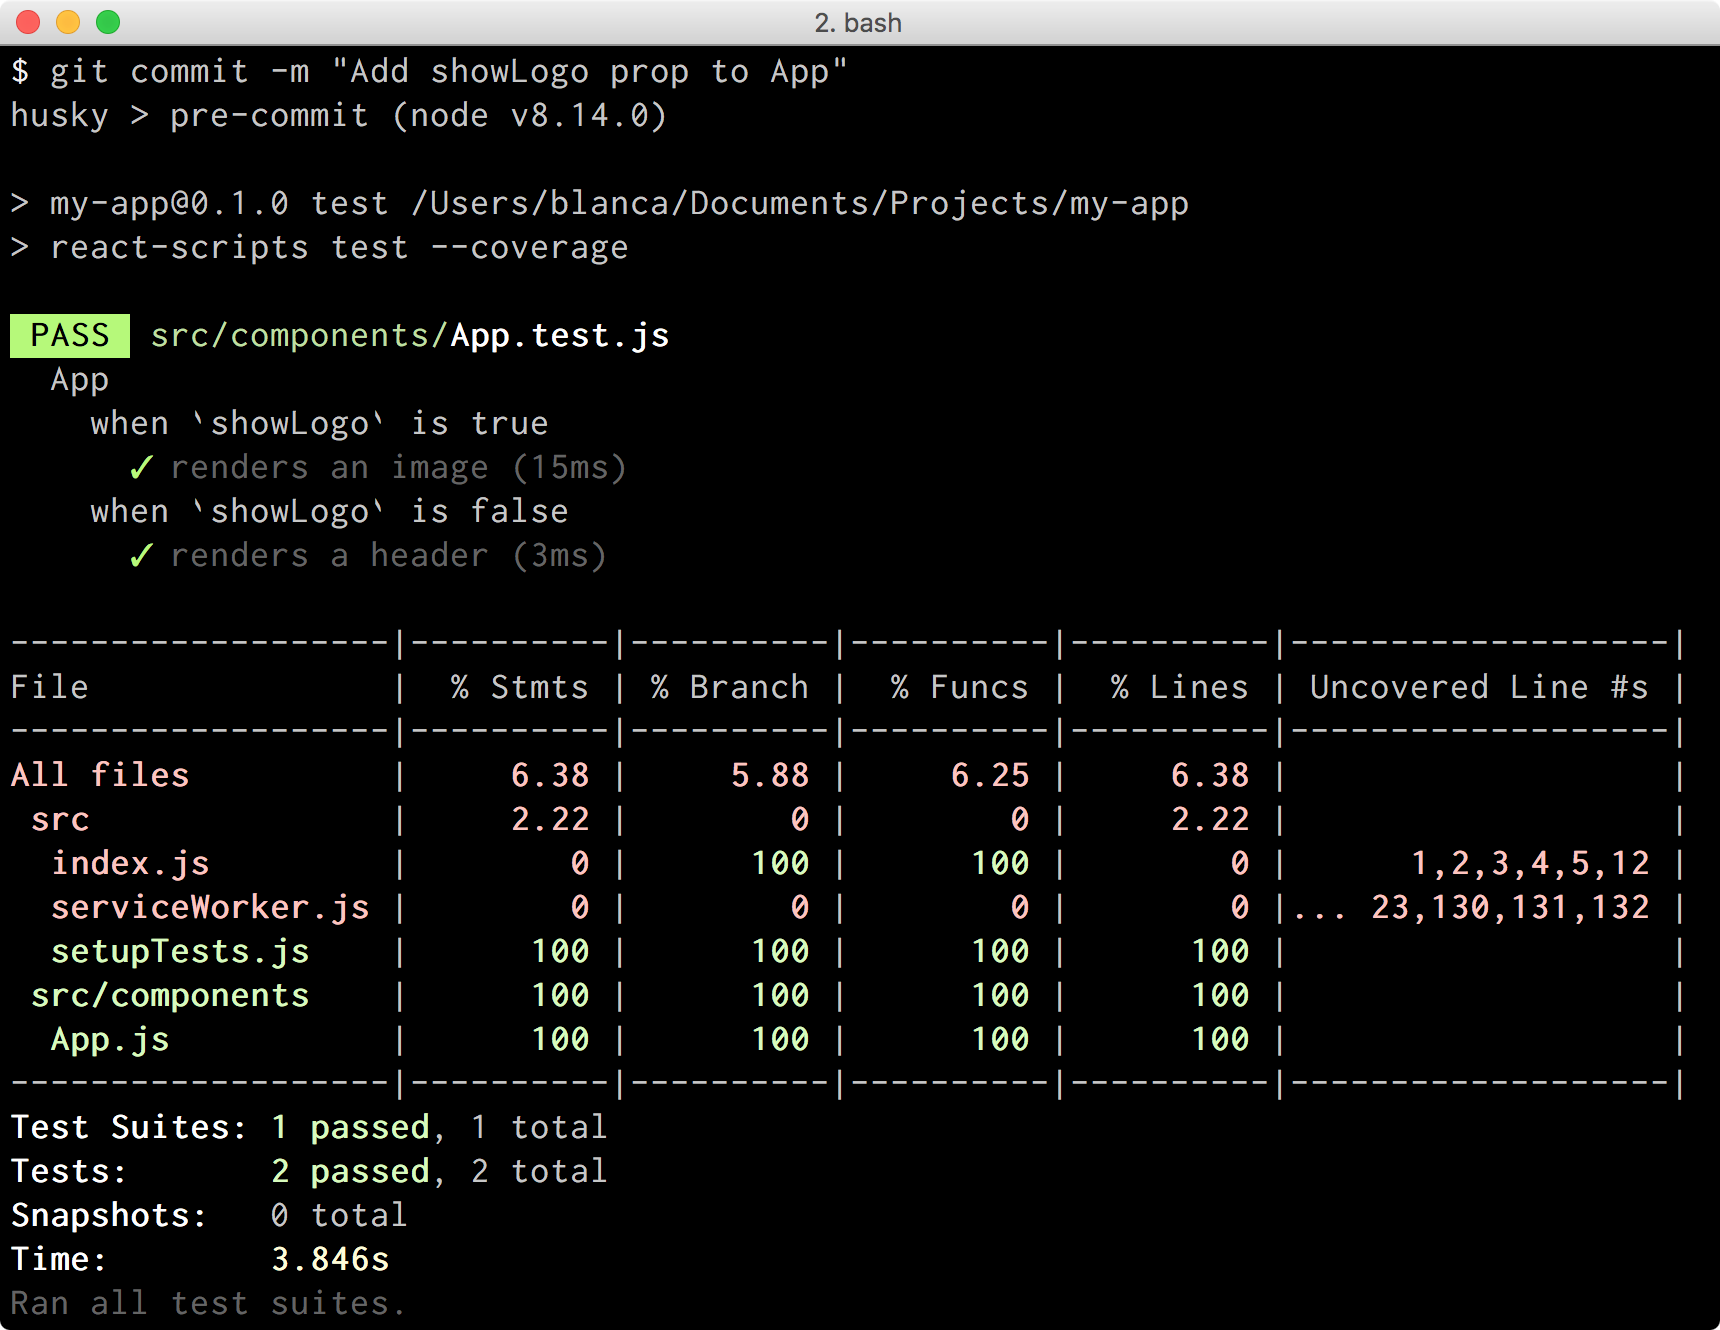 2. bash
$ git commit -m "Add showLogo prop to App"
husky > pre-commit (node v8.14.0)
> my-app@0.1.0 test /Users/blanca/Documents/Projects/my-app
> react-scripts test --coverage
PASS src/components/App.test.js
App
when `showLogo` is true
✓ renders an image (15ms)
when `showLogo` is false
✓ renders a header (3ms)
-------------------|----------|----------|----------|----------|-------------------|
File               |  % Stmts | % Branch |  % Funcs |  % Lines | Uncovered Line #s |
-------------------|----------|----------|----------|----------|-------------------|
All files          |     6.38 |     5.88 |     6.25 |     6.38 |                   |
 src               |     2.22 |        0 |        0 |     2.22 |                   |
  index.js         |        0 |      100 |      100 |        0 |      1,2,3,4,5,12 |
  serviceWorker.js |        0 |        0 |        0 |        0 |... 23,130,131,132 |
  setupTests.js    |      100 |      100 |      100 |      100 |                   |
 src/components    |      100 |      100 |      100 |      100 |                   |
  App.js           |      100 |      100 |      100 |      100 |                   |
-------------------|----------|----------|----------|----------|-------------------|
Test Suites: 1 passed, 1 total
Tests:       2 passed, 2 total
Snapshots:   0 total
Time:        3.846s
Ran all test suites.